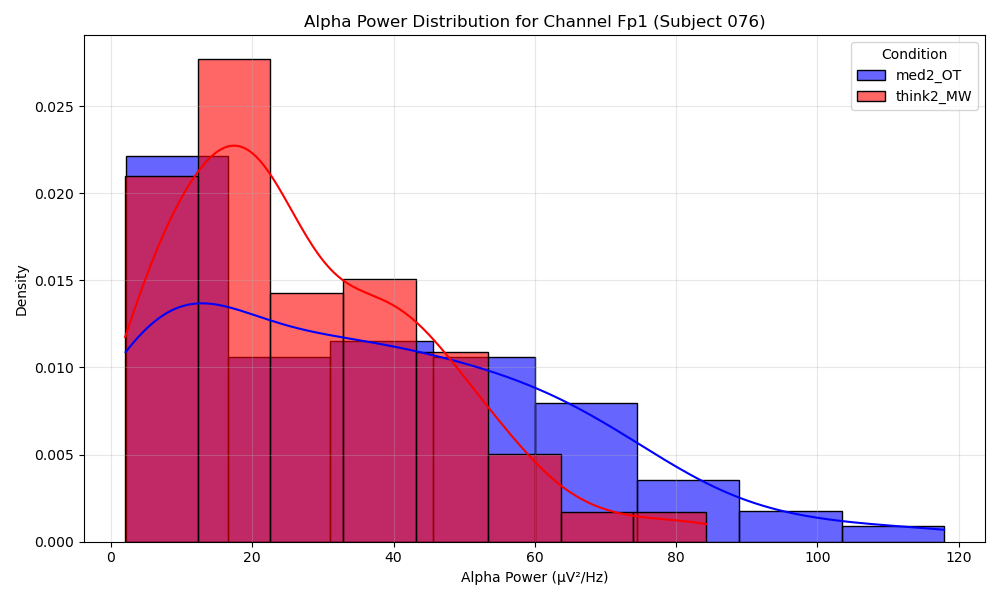 Alpha Power Distribution for Channel Fp1 (Subject 076)
Condition
med2_OT
think2_MW
Density
0.025
0.020
0.015
0.010
0.005
0.000
0 20 40 60 80 100 120
Alpha Power (µV²/Hz)